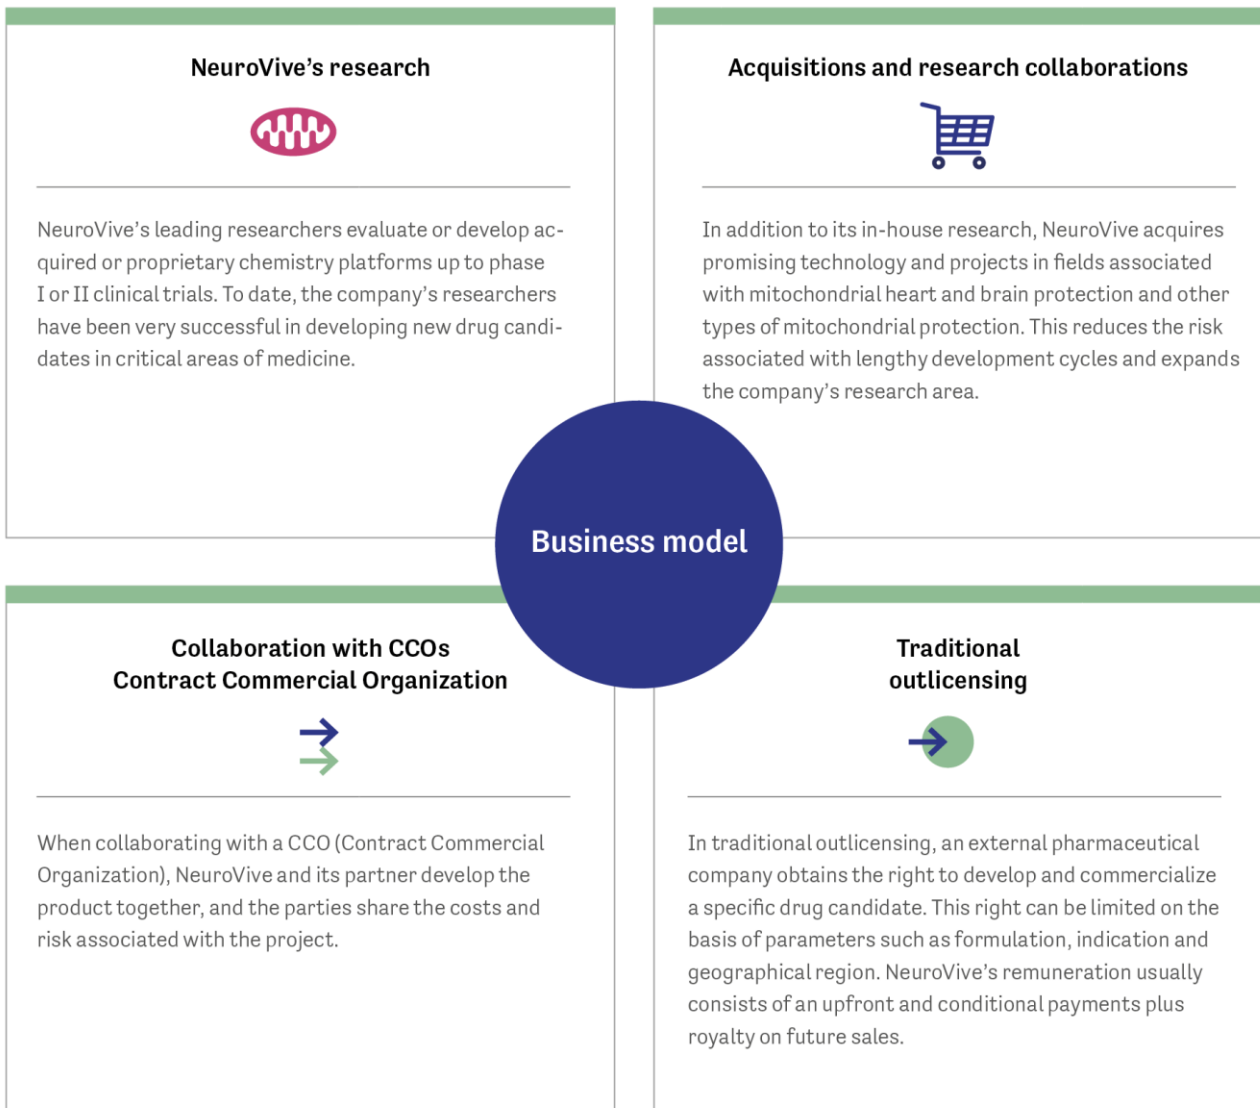 NeuroVive’s research
NeuroVive’s leading researchers evaluate or develop ac-
quired or proprietary chemistry platforms up to phase
I or II clinical trials. To date, the company’s researchers
have been very successful in developing new drug candi-
dates in critical areas of medicine.
Acquisitions and research collaborations
In addition to its in-house research, NeuroVive acquires
promising technology and projects in fields associated
with mitochondrial heart and brain protection and other
types of mitochondrial protection. This reduces the risk
associated with lengthy development cycles and expands
the company’s research area.
Business model
Collaboration with CCOs
Contract Commercial Organization
When collaborating with a CCO (Contract Commercial
Organization), NeuroVive and its partner develop the
product together, and the parties share the costs and
risk associated with the project.
Traditional
outlicensing
In traditional outlicensing, an external pharmaceutical
company obtains the right to develop and commercialize
a specific drug candidate. This right can be limited on the
basis of parameters such as formulation, indication and
geographical region. NeuroVive’s remuneration usually
consists of an upfront and conditional payments plus
royalty on future sales.